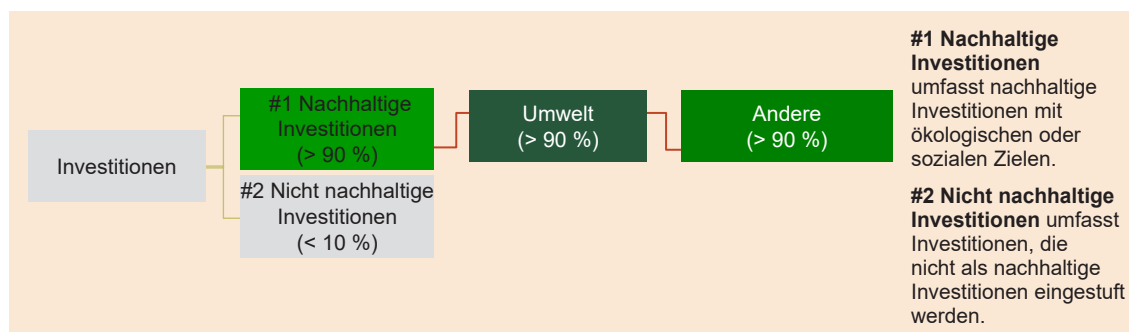 Investitionen
#1 Nachhaltige
Investitionen
(> 90 %)
#2 Nicht nachhaltige
Investitionen
(< 10 %)
Umwelt
(> 90 %)
Andere
(> 90 %)
#1 Nachhaltige
Investitionen
umfasst nachhaltige
Investitionen mit
ökologischen oder
sozialen Zielen.
#2 Nicht nachhaltige
Investitionen umfasst
Investitionen, die
nicht als nachhaltige
Investitionen eingestuft
werden.